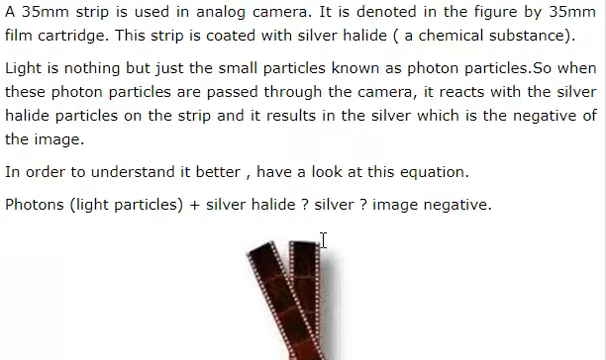 A 35mm strip is used in analog camera. It is denoted in the figure by 35mm
film cartridge. This strip is coated with silver halide ( a chemical substance).
Light is nothing but just the small particles known as photon particles.So when
these photon particles are passed through the camera, it reacts with the silver
halide particles on the strip and it results in the silver which is the negative of
the image.
In order to understand it better , have a look at this equation.
Photons (light particles) + silver halide ? silver ? image negative.